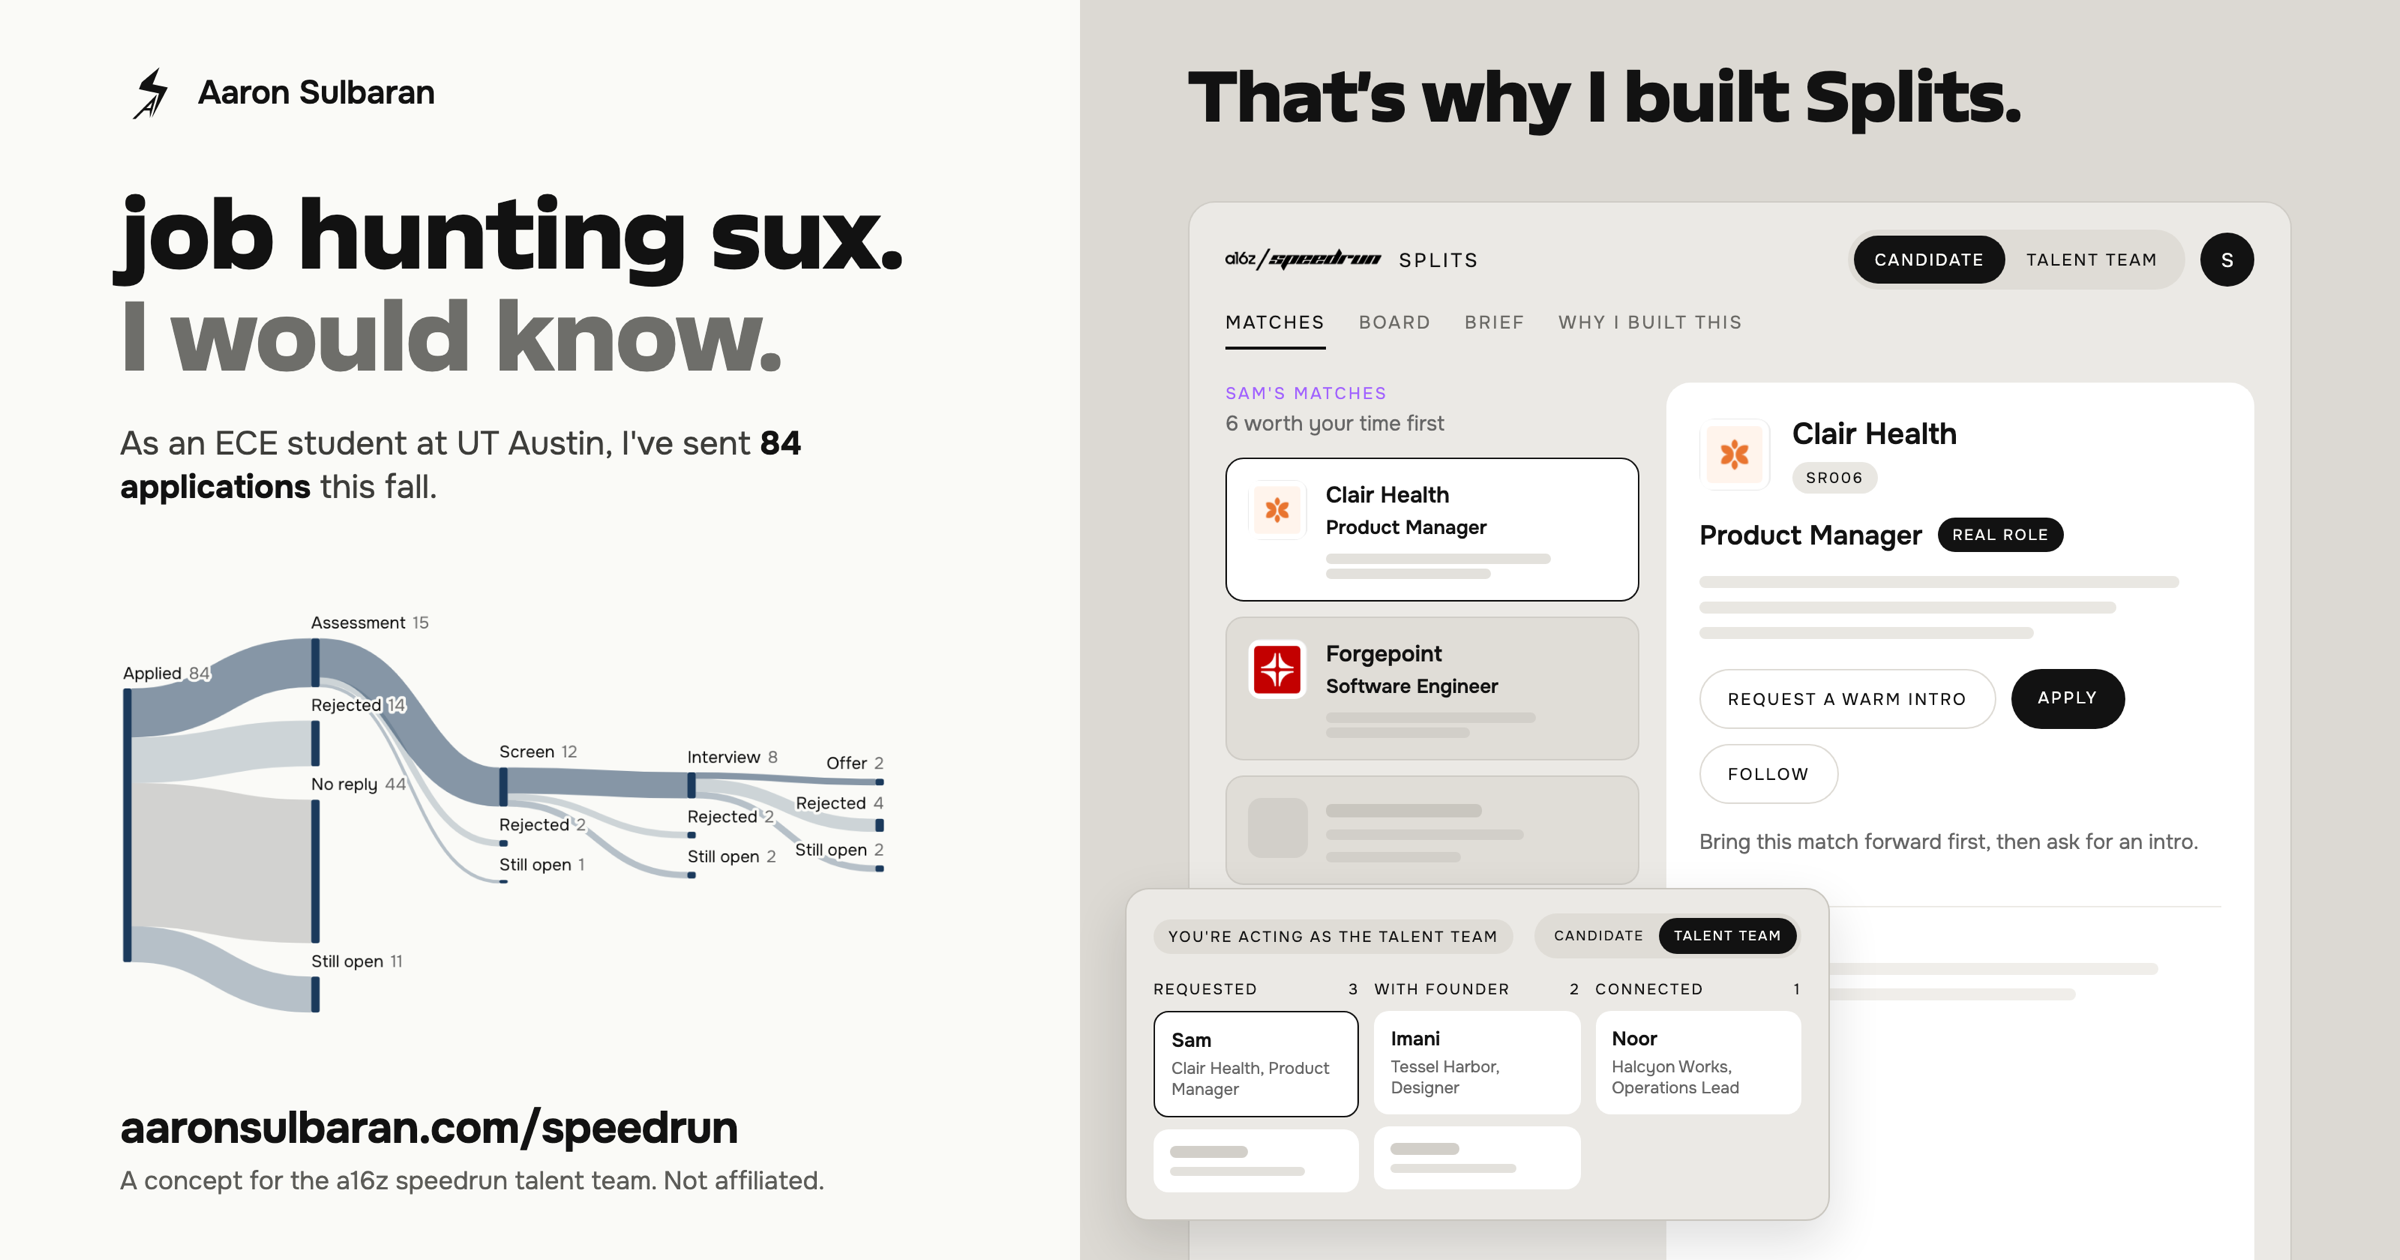 Aaron Sulbaran
job hunting sux.
I would know.
As an ECE student at UT Austin, I've sent 84
applications this fall.
Applied 84
Assessment 15
Rejected 14
No reply 44
Still open 11
Screen 12
Rejected 2
Still open 1
Interview 8
Rejected 2
Still open 2
Offer 2
Rejected 4
Still open 2
aaronsulbaran.com/speedrun
A concept for the a16z speedrun talent team. Not affiliated.
That's why I built Splits.
a16z/speedrun SPLITS
CANDIDATE TALENT TEAM S
MATCHES BOARD BRIEF WHY I BUILT THIS
SAM'S MATCHES
6 worth your time first
Clair Health
Product Manager
Forgepoint
Software Engineer
Clair Health
SR006
Product Manager REAL ROLE
REQUEST A WARM INTRO APPLY
FOLLOW
Bring this match forward first, then ask for an intro.
YOU'RE ACTING AS THE TALENT TEAM CANDIDATE TALENT TEAM
REQUESTED 3 WITH FOUNDER 2 CONNECTED 1
Sam
Clair Health, Product
Manager
Imani
Tessel Harbor,
Designer
Noor
Halcyon Works,
Operations Lead